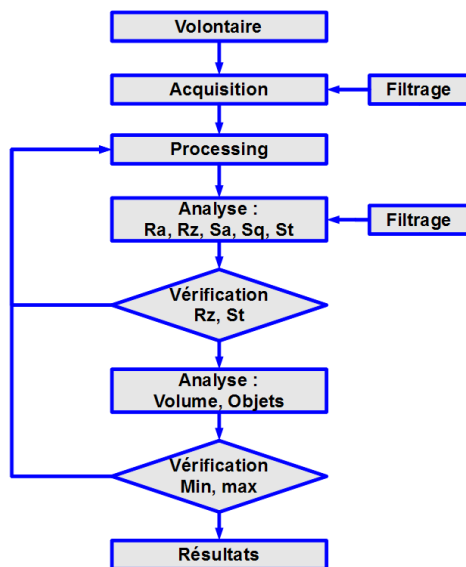 Volontaire
Acquisition
Filtrage
Processing
Analyse :
Ra, Rz, Sa, Sq, St
Filtrage
Vérification
Rz, St
Analyse :
Volume, Objets
Vérification
Min, max
Résultats